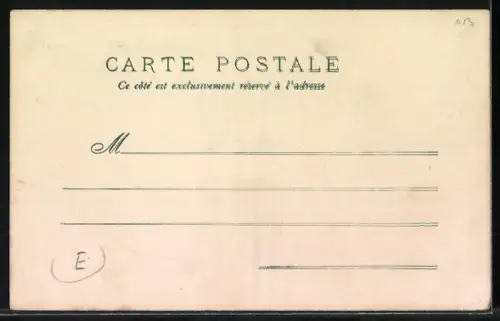 CARTE POSTALE
Ce côté est exclusivement réservé à l'adresse
M
E